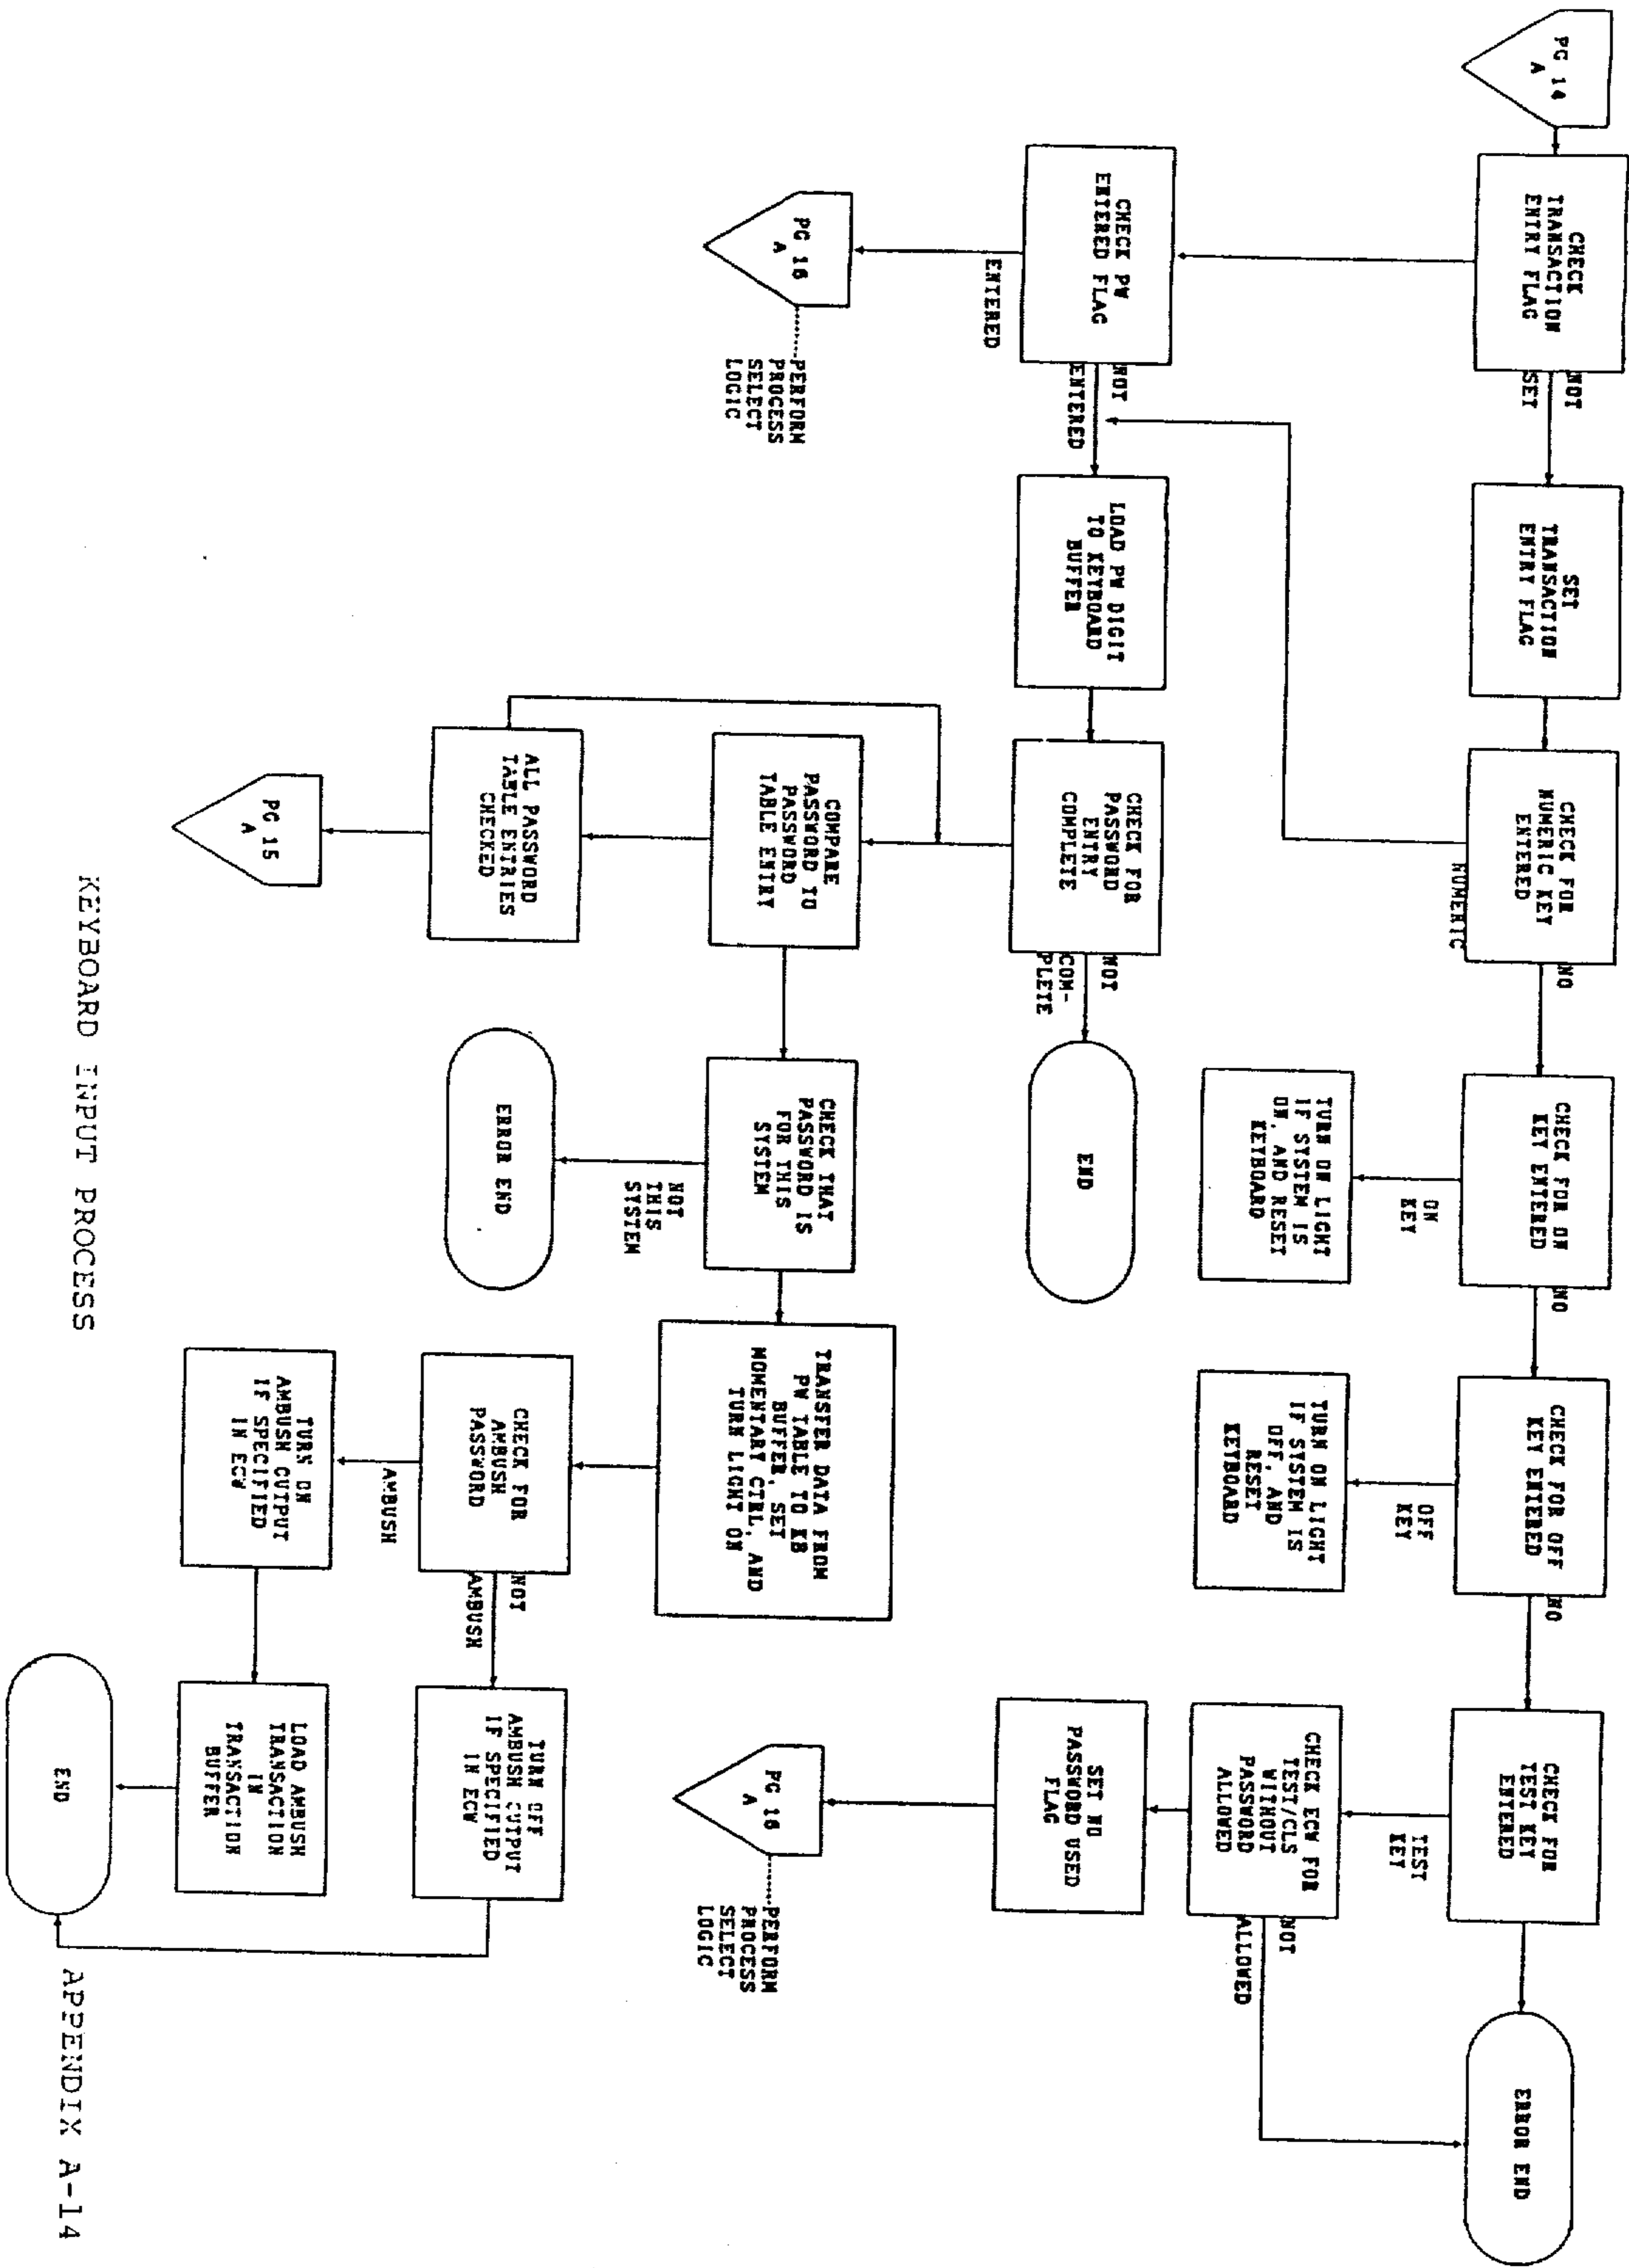 PG 14
A
CHECK
TRANSACTION
ENTRY FLAG
NOT
SET
SET
TRANSACTION
ENTRY FLAG
CHECK FOR
NUMERIC KEY
ENTERED
NO
NUMERIC
CHECK FOR ON
KEY ENTERED
NO
ON
KEY
TURN ON LIGHT
IF SYSTEM IS
ON, AND RESET
KEYBOARD
CHECK FOR OFF
KEY ENTERED
NO
OFF
KEY
TURN ON LIGHT
IF SYSTEM IS
OFF, AND
RESET
KEYBOARD
CHECK FOR
TEST KEY
ENTERED
TEST
KEY
ERROR END
CHECK ECW FOR
TEST/CLS
WITHOUT
PASSWORD
ALLOWED
NOT
ALLOWED
SET NO
PASSWORD USED
FLAG
PG 16
A
PERFORM
PROCESS
SELECT
LOGIC
CHECK PW
ENTERED FLAG
NOT
ENTERED
ENTERED
PG 16
A
PERFORM
PROCESS
SELECT
LOGIC
LOAD PW DIGIT
TO KEYBOARD
BUFFER
CHECK FOR
PASSWORD
ENTRY
COMPLETE
NOT
COM-
PLETE
END
COMPARE
PASSWORD TO
PASSWORD
TABLE ENTRY
ALL PASSWORD
TABLE ENTRIES
CHECKED
PG 15
A
CHECK THAT
PASSWORD IS
FOR THIS
SYSTEM
NOT
THIS
SYSTEM
ERROR END
TRANSFER DATA FROM
PW TABLE TO KB
BUFFER, SET
MOMENTARY CTRL, AND
TURN LIGHT ON
CHECK FOR
AMBUSH
PASSWORD
NOT
AMBUSH
AMBUSH
TURN ON
AMBUSH OUTPUT
IF SPECIFIED
IN ECW
TURN OFF
AMBUSH OUTPUT
IF SPECIFIED
IN ECW
LOAD AMBUSH
TRANSACTION
IN
TRANSACTION
BUFFER
END
KEYBOARD INPUT PROCESS
APPENDIX A-14